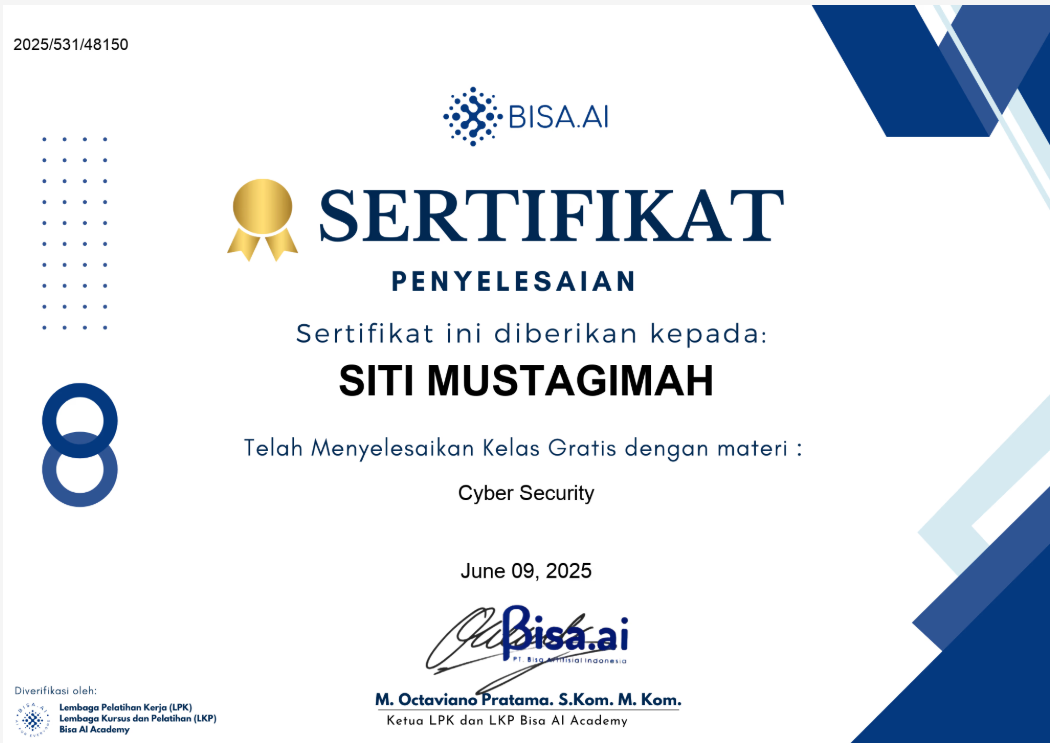 2025/531/48150
BISA.AI
SERTIFIKAT
PENYELESAIAN
Sertifikat ini diberikan kepada:
SITI MUSTAGIMAH
Telah Menyelesaikan Kelas Gratis dengan materi :
Cyber Security
June 09, 2025
Bisa.ai
PT. Bisa Artifisial Indonesia
M. Octaviano Pratama. S.Kom. M. Kom.
Ketua LPK dan LKP Bisa AI Academy
Diverifikasi oleh:
Lembaga Pelatihan Kerja (LPK)
Lembaga Kursus dan Pelatihan (LKP)
Bisa AI Academy